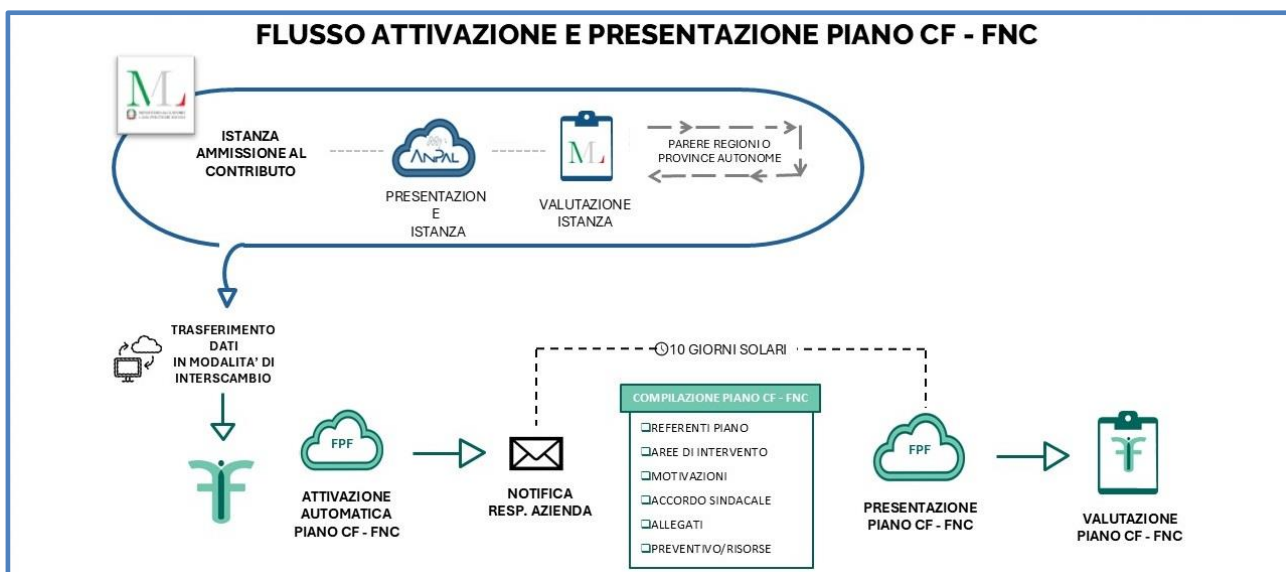 FLUSSO ATTIVAZIONE E PRESENTAZIONE PIANO CF - FNC
ML
ISTANZA
AMMISSIONE AL
CONTRIBUTO
ANPAL
PRESENTAZION
E
ISTANZA
ML
VALUTAZIONE
ISTANZA
PARERE REGIONI O
PROVINCE AUTONOME
TRASFERIMENTO
DATI
IN MODALITA' DI
INTERSCAMBIO
10 GIORNI SOLARI
FPF
ATTIVAZIONE
AUTOMATICA
PIANO CF - FNC
NOTIFICA
RESP. AZIENDA
COMPILAZIONE PIANO CF - FNC
REFERENTI PIANO
AREE DI INTERVENTO
MOTIVAZIONI
ACCORDO SINDACALE
ALLEGATI
PREVENTIVO/RISORSE
FPF
PRESENTAZIONE
PIANO CF - FNC
VALUTAZIONE
PIANO CF - FNC